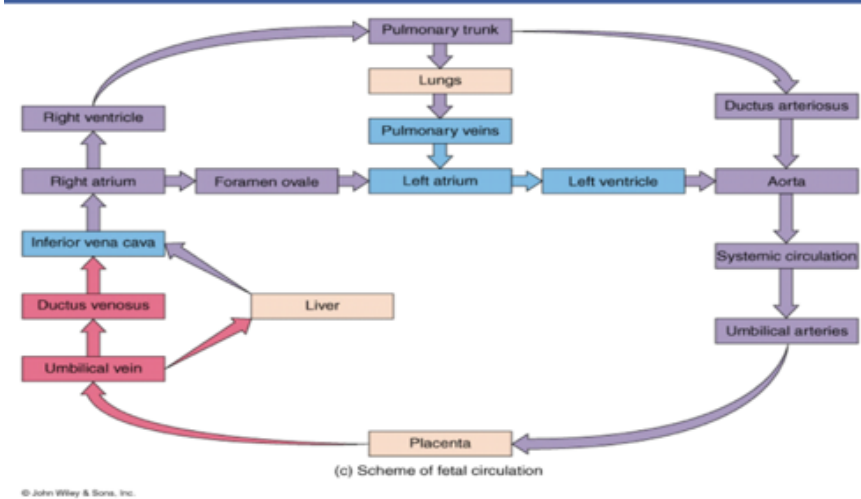 Pulmonary trunk
Lungs
Right ventricle
Ductus arteriosus
Pulmonary veins
Right atrium
Foramen ovale
Left atrium
Left ventricle
Aorta
Inferior vena cava
Systemic circulation
Ductus venosus
Liver
Umbilical arteries
Umbilical vein
Placenta
(c) Scheme of fetal circulation
© John Wiley & Sons, Inc.